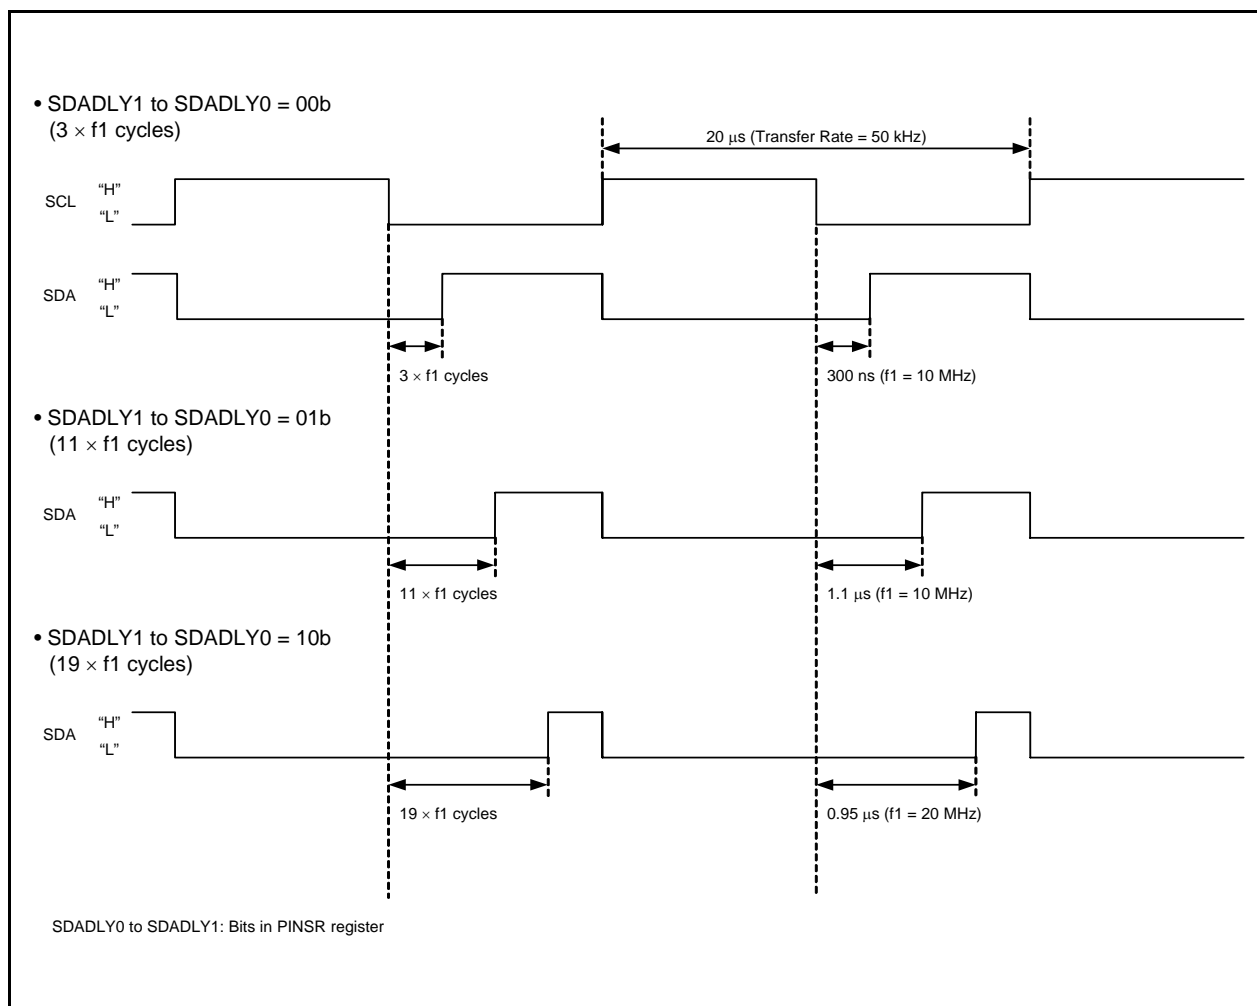 • SDADLY1 to SDADLY0 = 00b
(3 × f1 cycles)
20 μs (Transfer Rate = 50 kHz)
SCL
“H”
“L”
SDA
“H”
“L”
3 × f1 cycles
300 ns (f1 = 10 MHz)
• SDADLY1 to SDADLY0 = 01b
(11 × f1 cycles)
SDA
“H”
“L”
11 × f1 cycles
1.1 μs (f1 = 10 MHz)
• SDADLY1 to SDADLY0 = 10b
(19 × f1 cycles)
SDA
“H”
“L”
19 × f1 cycles
0.95 μs (f1 = 20 MHz)
SDADLY0 to SDADLY1: Bits in PINSR register